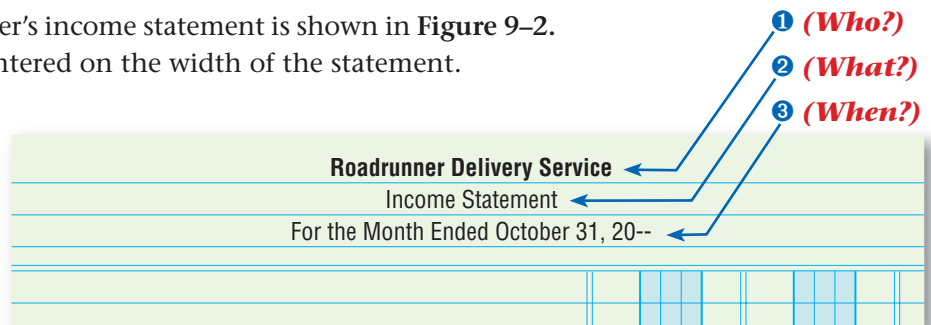 er’s income statement is shown in Figure 9–2.
ntered on the width of the statement.
❶ (Who?)
❷ (What?)
❸ (When?)
Roadrunner Delivery Service
Income Statement
For the Month Ended October 31, 20--